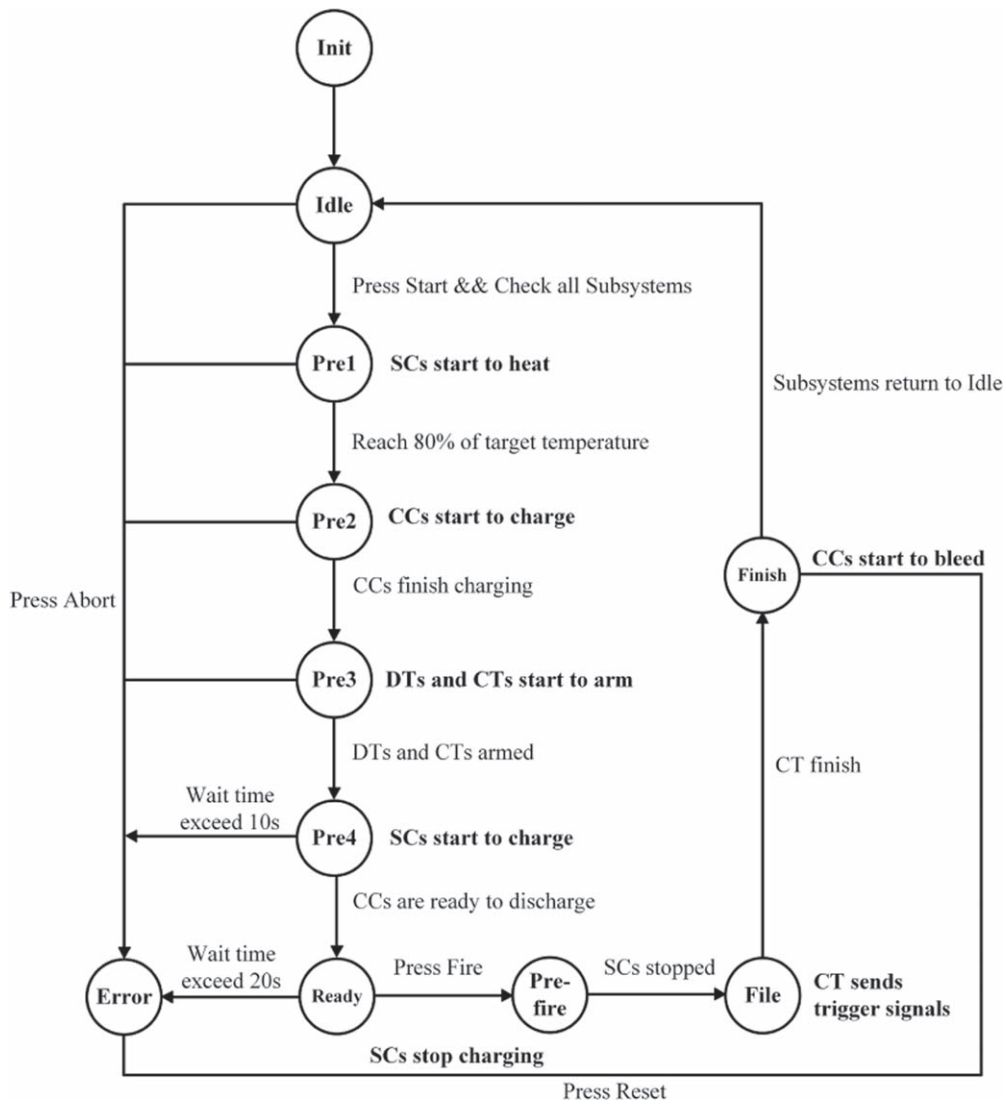 Init
Idle
Press Start && Check all Subsystems
Pre1
SCs start to heat
Subsystems return to Idle
Reach 80% of target temperature
Pre2
CCs start to charge
CCs start to bleed
Finish
CCs finish charging
Press Abort
Pre3
DTs and CTs start to arm
DTs and CTs armed
CT finish
Wait time
exceed 10s
Pre4
SCs start to charge
CCs are ready to discharge
Wait time
exceed 20s
Press Fire
SCs stopped
Error
Ready
Pre-
fire
File
CT sends
trigger signals
SCs stop charging
Press Reset